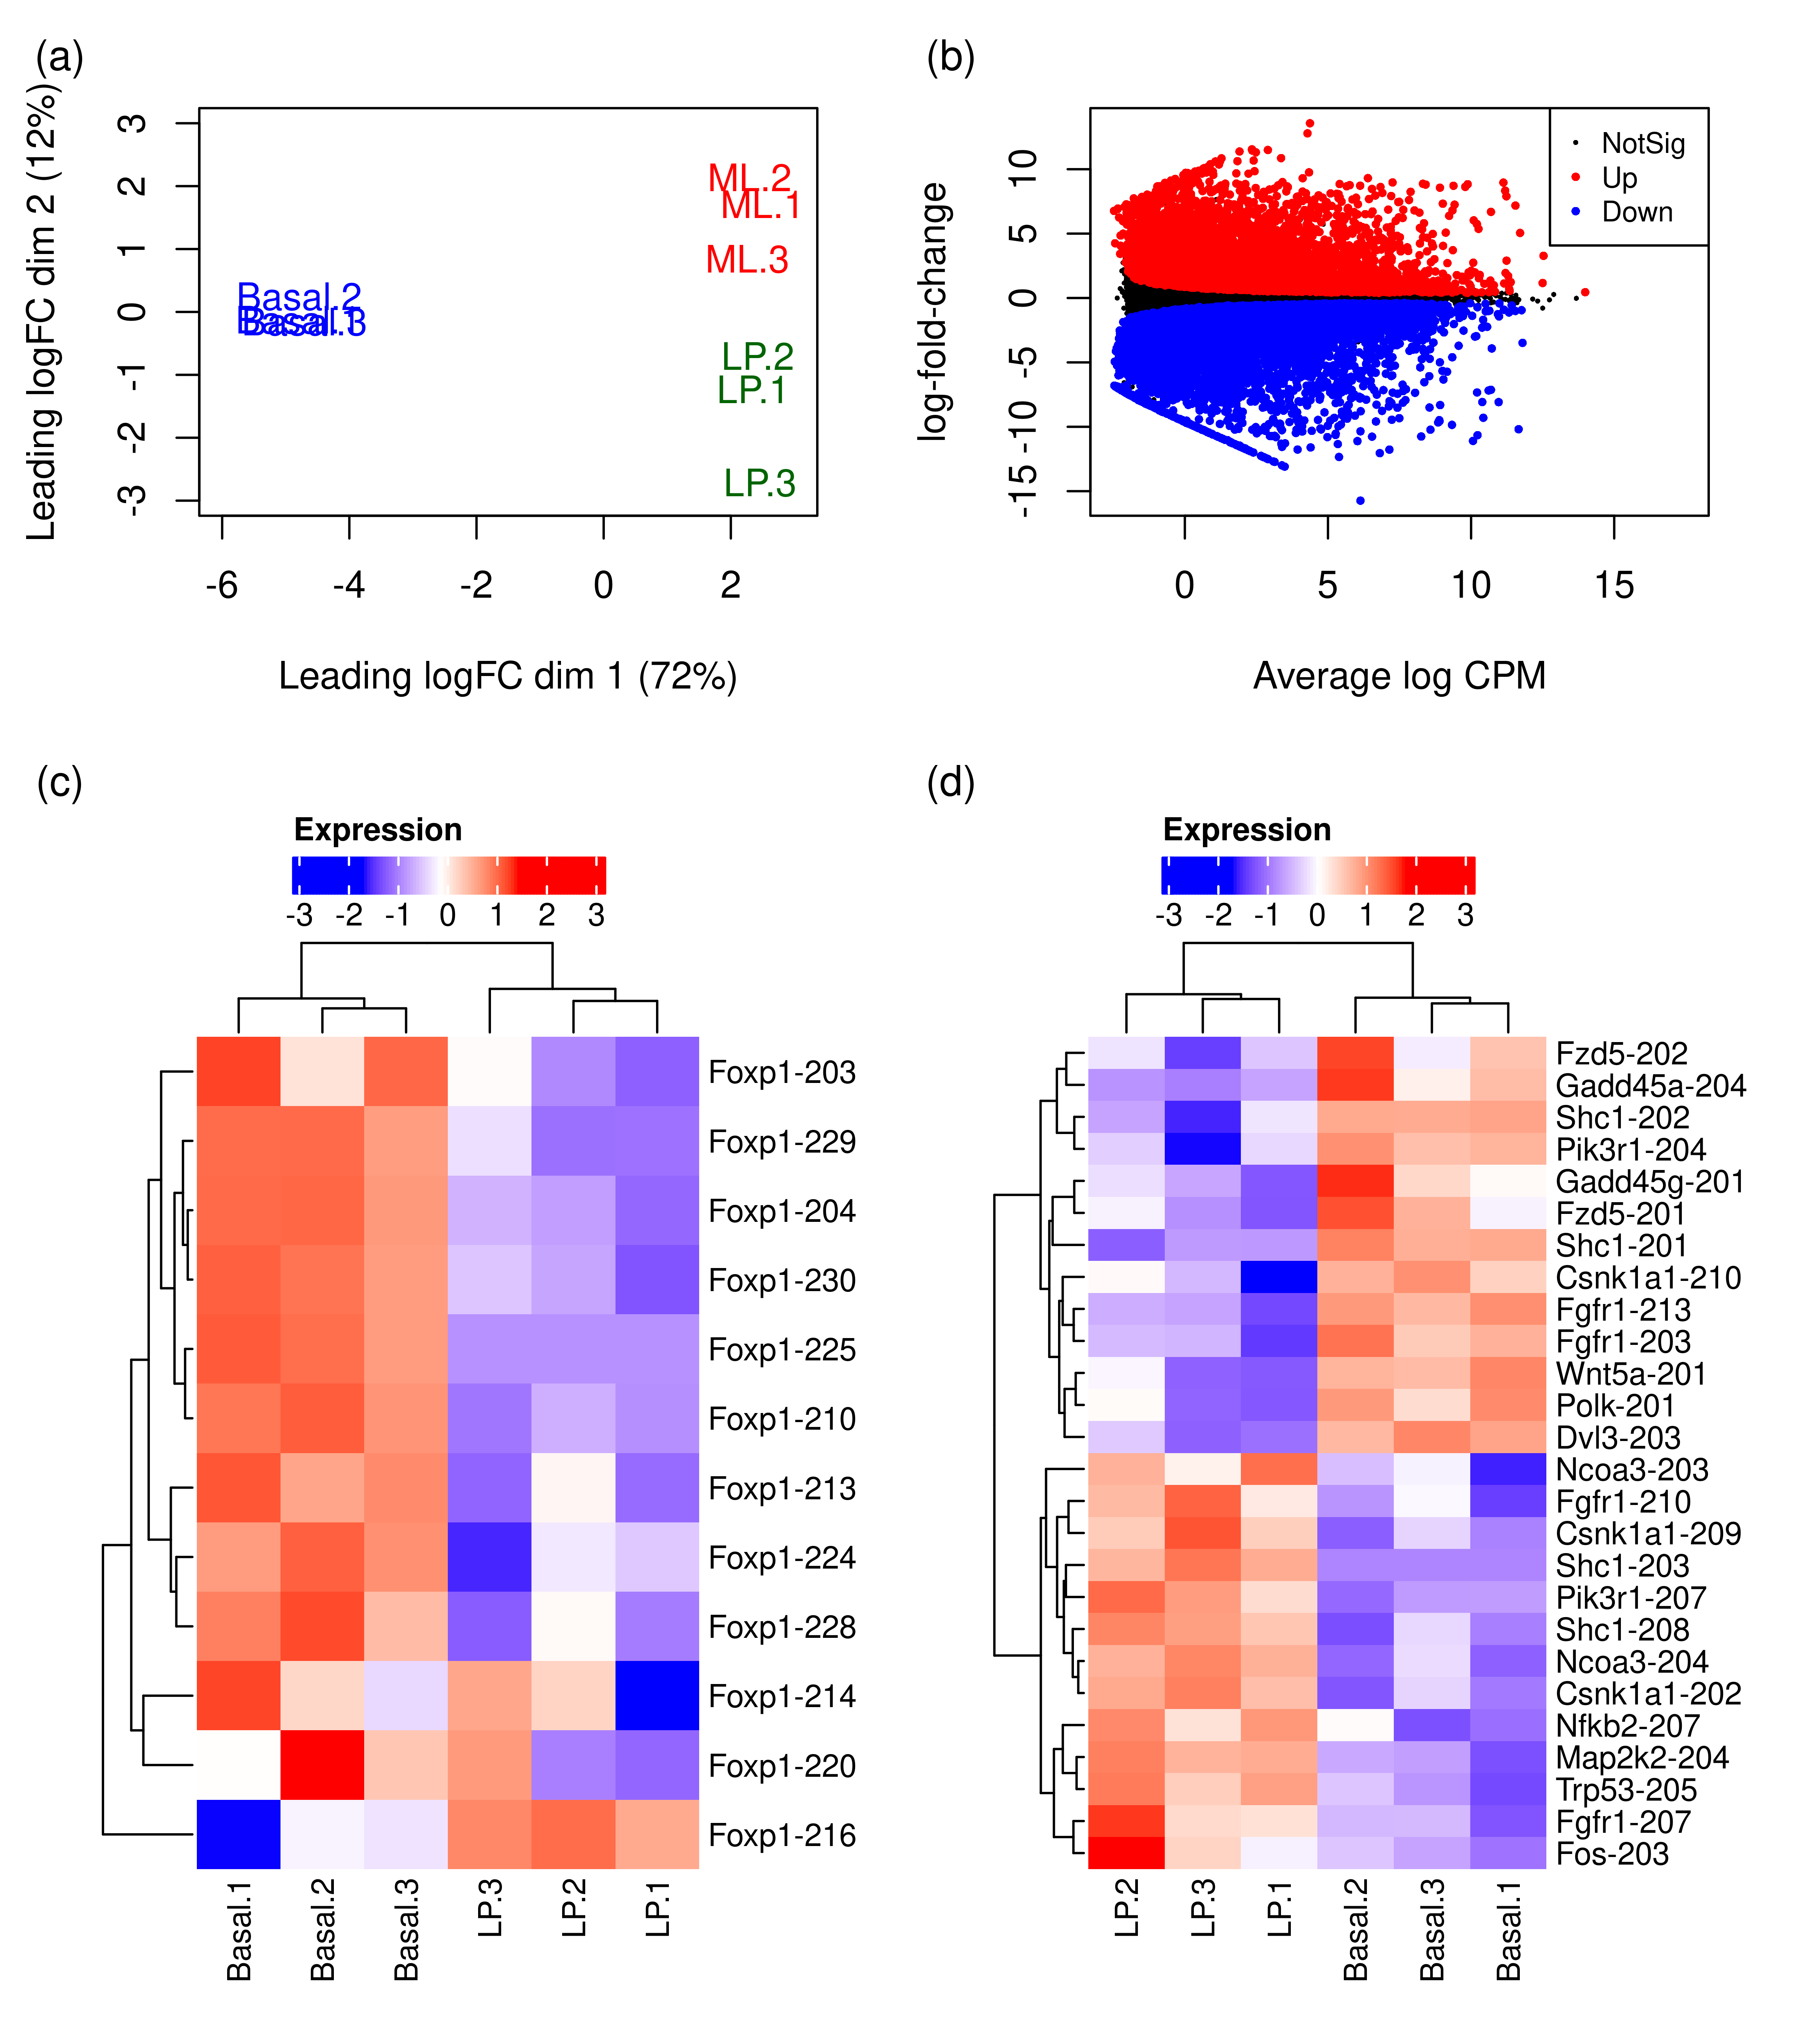 (a)
Leading logFC dim 2 (12%)
3
2
1
0
-1
-2
-3
ML.2
ML.1
ML.3
Basal.2
Basal.1
Basal.3
LP.2
LP.1
LP.3
-6 -4 -2 0 2
Leading logFC dim 1 (72%)
(b)
log-fold-change
10
5
0
-5
-10
-15
NotSig
Up
Down
0 5 10 15
Average log CPM
(c)
Expression
-3 -2 -1 0 1 2 3
Foxp1-203
Foxp1-229
Foxp1-204
Foxp1-230
Foxp1-225
Foxp1-210
Foxp1-213
Foxp1-224
Foxp1-228
Foxp1-214
Foxp1-220
Foxp1-216
Basal.1
Basal.2
Basal.3
LP.3
LP.2
LP.1
(d)
Expression
-3 -2 -1 0 1 2 3
Fzd5-202
Gadd45a-204
Shc1-202
Pik3r1-204
Gadd45g-201
Fzd5-201
Shc1-201
Csnk1a1-210
Fgfr1-213
Fgfr1-203
Wnt5a-201
Polk-201
Dvl3-203
Ncoa3-203
Fgfr1-210
Csnk1a1-209
Shc1-203
Pik3r1-207
Shc1-208
Ncoa3-204
Csnk1a1-202
Nfkb2-207
Map2k2-204
Trp53-205
Fgfr1-207
Fos-203
LP.2
LP.3
LP.1
Basal.2
Basal.3
Basal.1